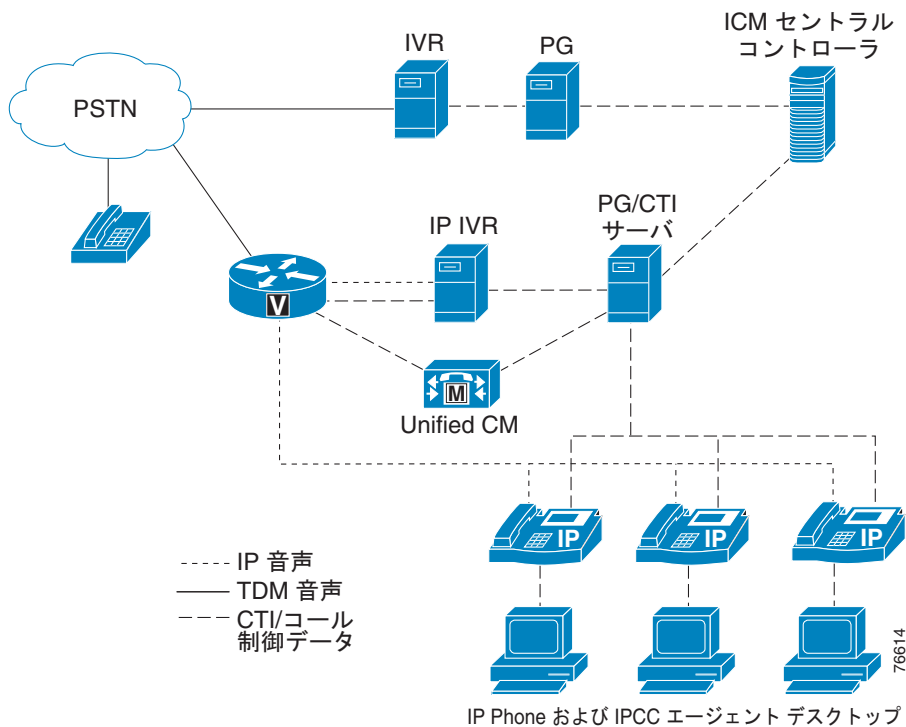 IVR
PG
ICM セントラル
コントローラ
PSTN
IP IVR
PG/CTI
サーバ
V
M
Unified CM
IP
IP
IP
IP 音声
TDM 音声
CTI/コール
制御データ
76614
IP Phone および IPCC エージェント デスクトップ